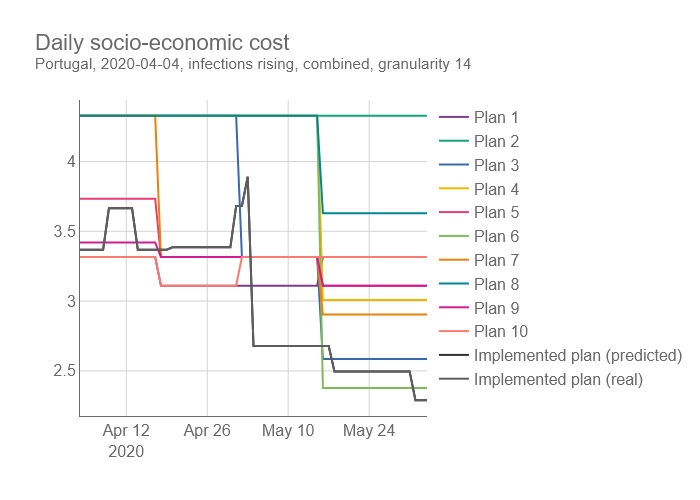 Daily socio-economic cost
Portugal, 2020-04-04, infections rising, combined, granularity 14
4
3.5
3
2.5
Apr 12
2020
Apr 26
May 10
May 24
Plan 1
Plan 2
Plan 3
Plan 4
Plan 5
Plan 6
Plan 7
Plan 8
Plan 9
Plan 10
Implemented plan (predicted)
Implemented plan (real)